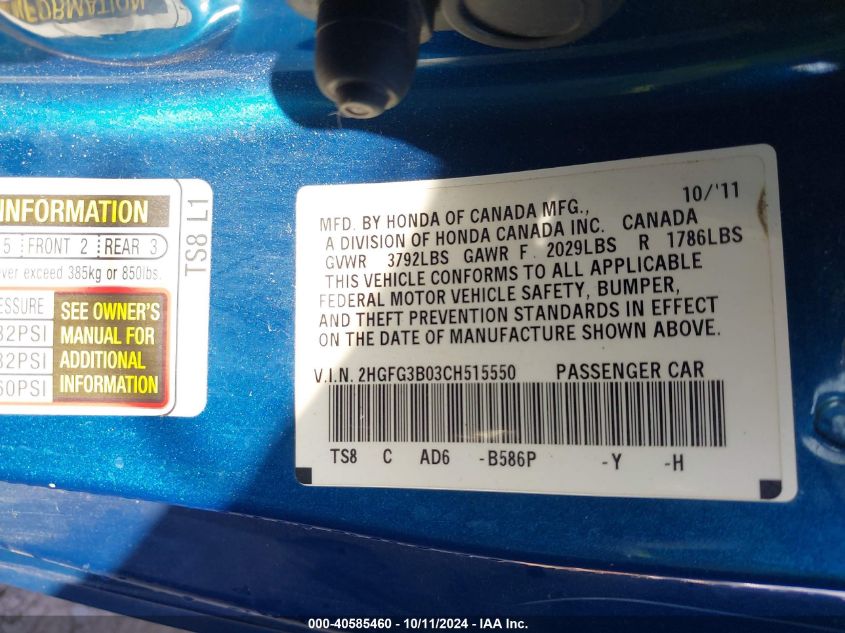 INFORMATION
INFORMATION
5 FRONT 2 REAR 3
ever exceed 385kg or 850lbs.
PRESSURE
32PSI
32PSI
60PSI
SEE OWNER'S
MANUAL FOR
ADDITIONAL
INFORMATION
TS8 L1
10/'11
MFD. BY HONDA OF CANADA MFG.,
A DIVISION OF HONDA CANADA INC. CANADA
GVWR 3792LBS GAWR F 2029LBS R 1786LBS
THIS VEHICLE CONFORMS TO ALL APPLICABLE
FEDERAL MOTOR VEHICLE SAFETY, BUMPER,
AND THEFT PREVENTION STANDARDS IN EFFECT
ON THE DATE OF MANUFACTURE SHOWN ABOVE.
V.I.N. 2HGFG3B03CH515550 PASSENGER CAR
TS8 C AD6 -B586P -Y -H
000-40585460 - 10/11/2024 - IAA Inc.